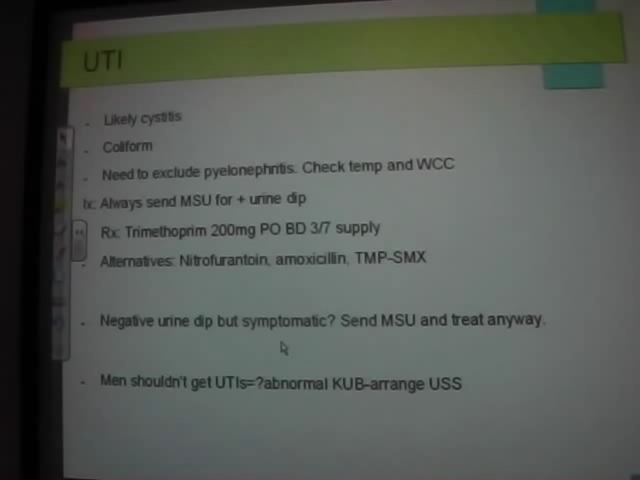 UTI
Likely cystitis
Coliform
Need to exclude pyelonephritis. Check temp and WCC
Ix: Always send MSU for + urine dip
Rx: Trimethoprim 200mg PO BD 3/7 supply
Alternatives: Nitrofurantoin, amoxicillin, TMP-SMX
Negative urine dip but symptomatic? Send MSU and treat anyway.
Men shouldn't get UTIs=?abnormal KUB-arrange USS